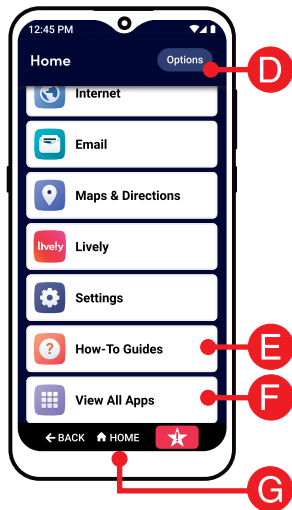 12:45 PM
Home
Options
D
Internet
Email
Maps & Directions
lively
Lively
Settings
?
How-To Guides
E
View All Apps
F
BACK HOME
G